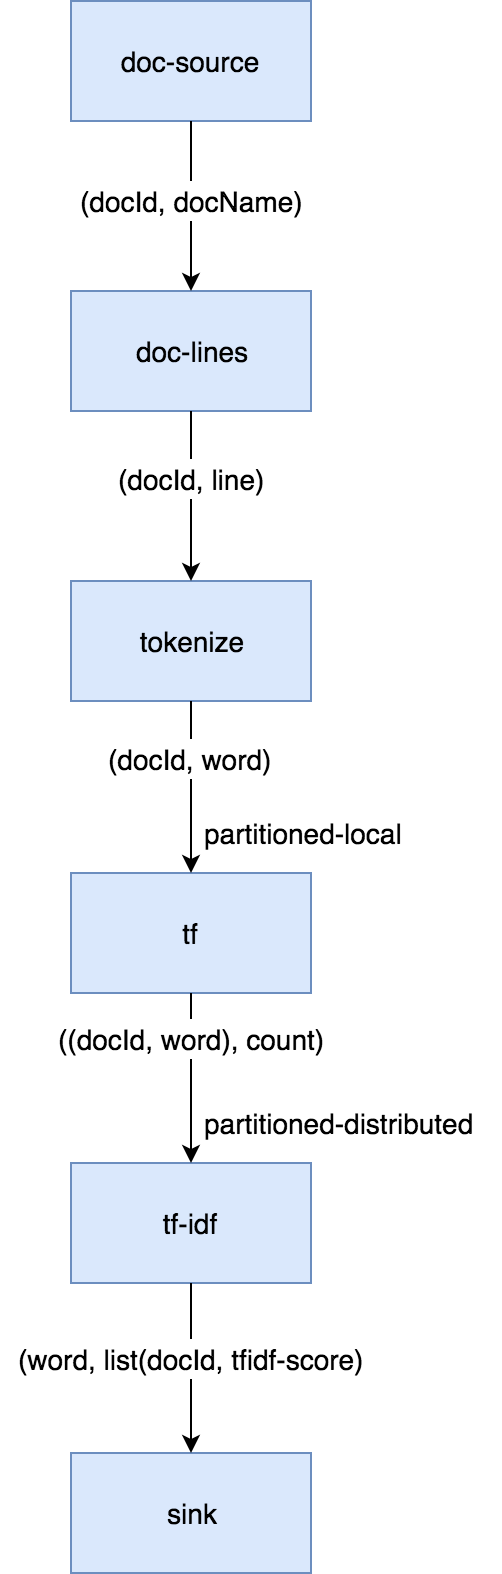 doc-source
(docId, docName)
doc-lines
(docId, line)
tokenize
(docId, word)
partitioned-local
tf
((docId, word), count)
partitioned-distributed
tf-idf
(word, list(docId, tfidf-score)
sink